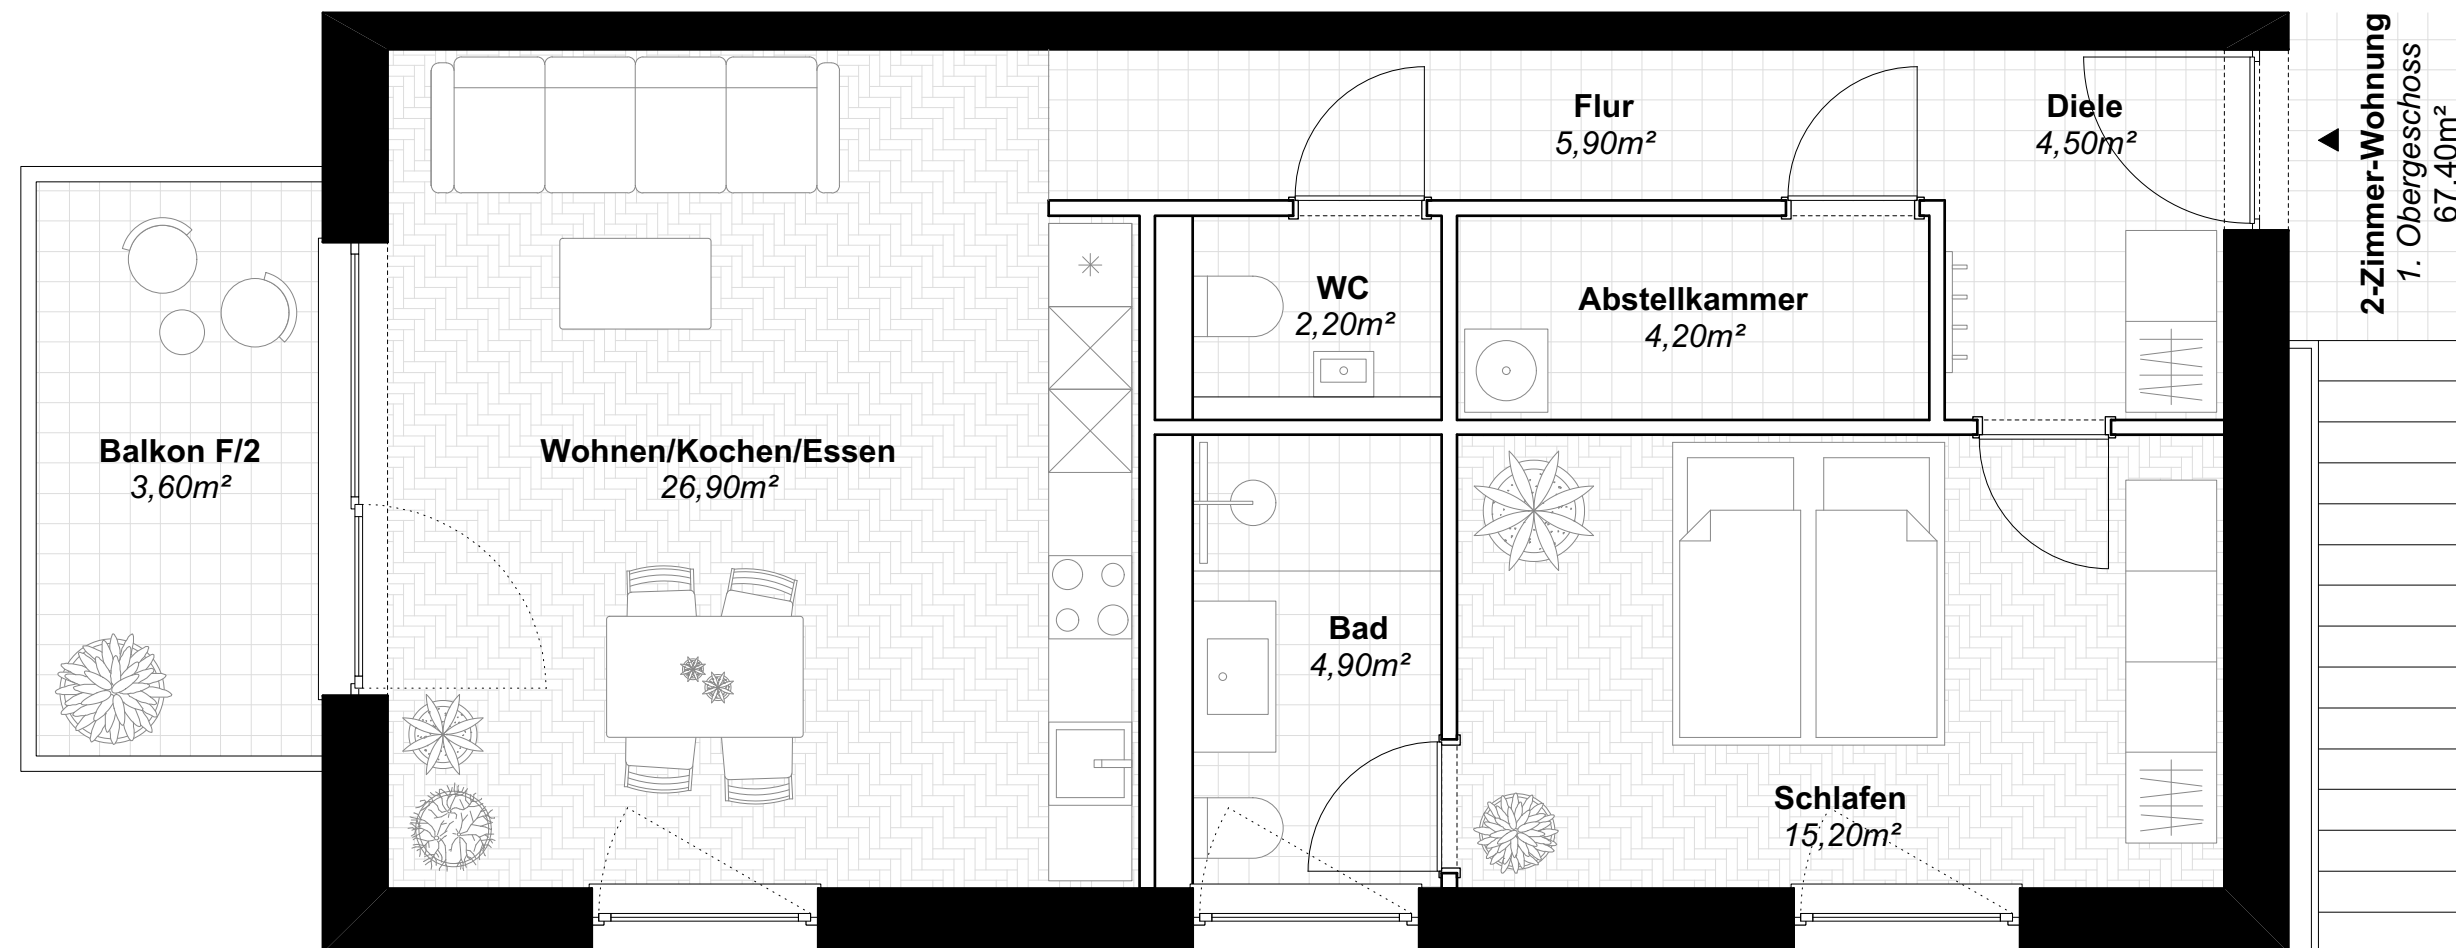 Flur
5,90m²
Diele
4,50m²
2-Zimmer-Wohnung
1. Obergeschoss
67,40m²
WC
2,20m²
Abstellkammer
4,20m²
Balkon F/2
3,60m²
Wohnen/Kochen/Essen
26,90m²
Bad
4,90m²
Schlafen
15,20m²